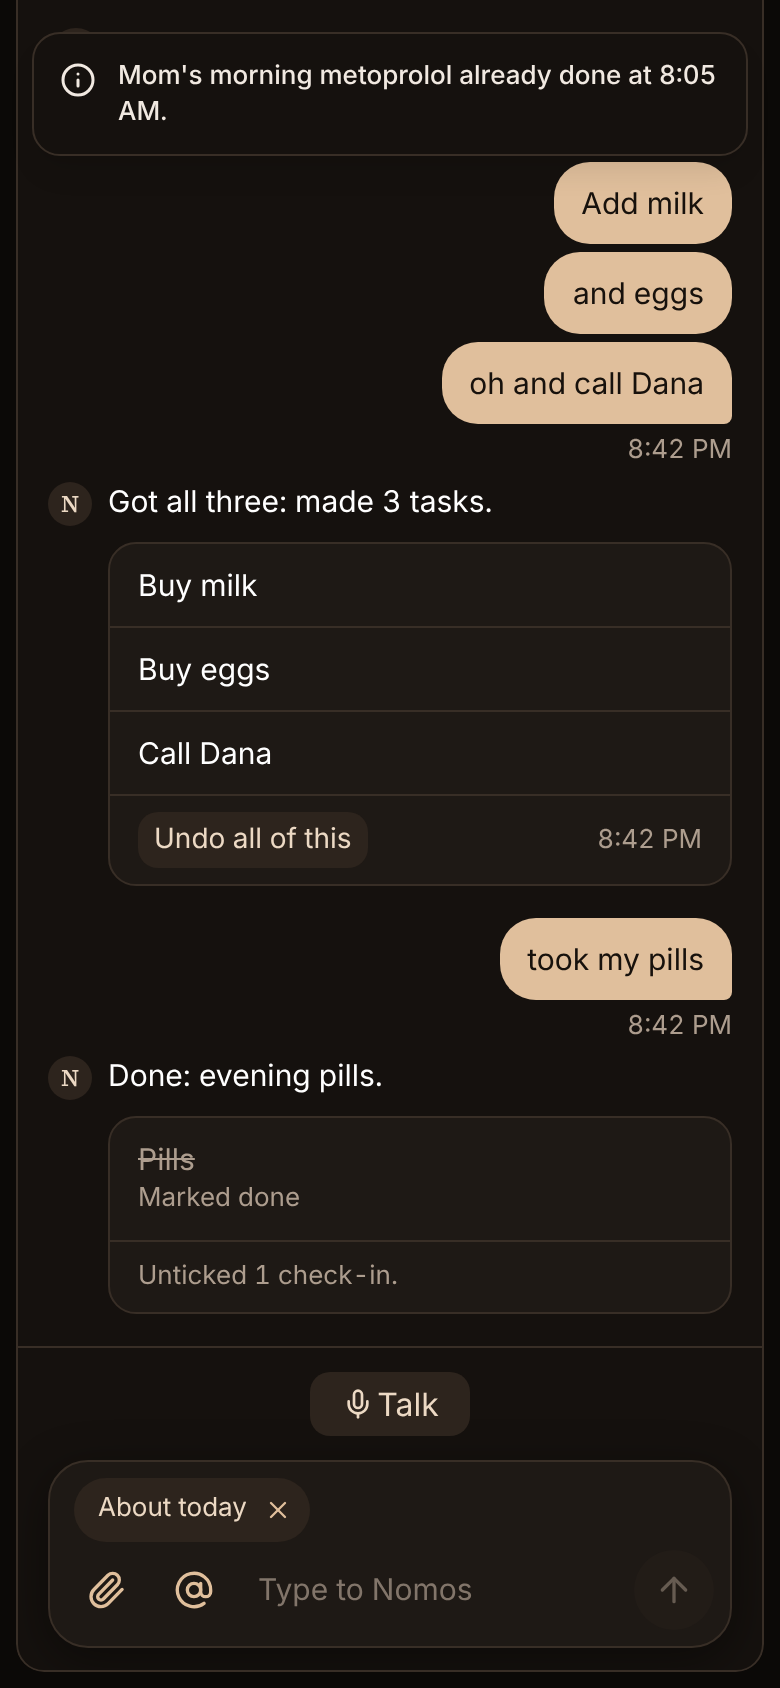 Mom's morning metoprolol already done at 8:05
AM.
Add milk
and eggs
oh and call Dana
8:42 PM
N Got all three: made 3 tasks.
Buy milk
Buy eggs
Call Dana
Undo all of this 8:42 PM
took my pills
8:42 PM
N Done: evening pills.
Pills
Marked done
Unticked 1 check-in.
Talk
About today
Type to Nomos